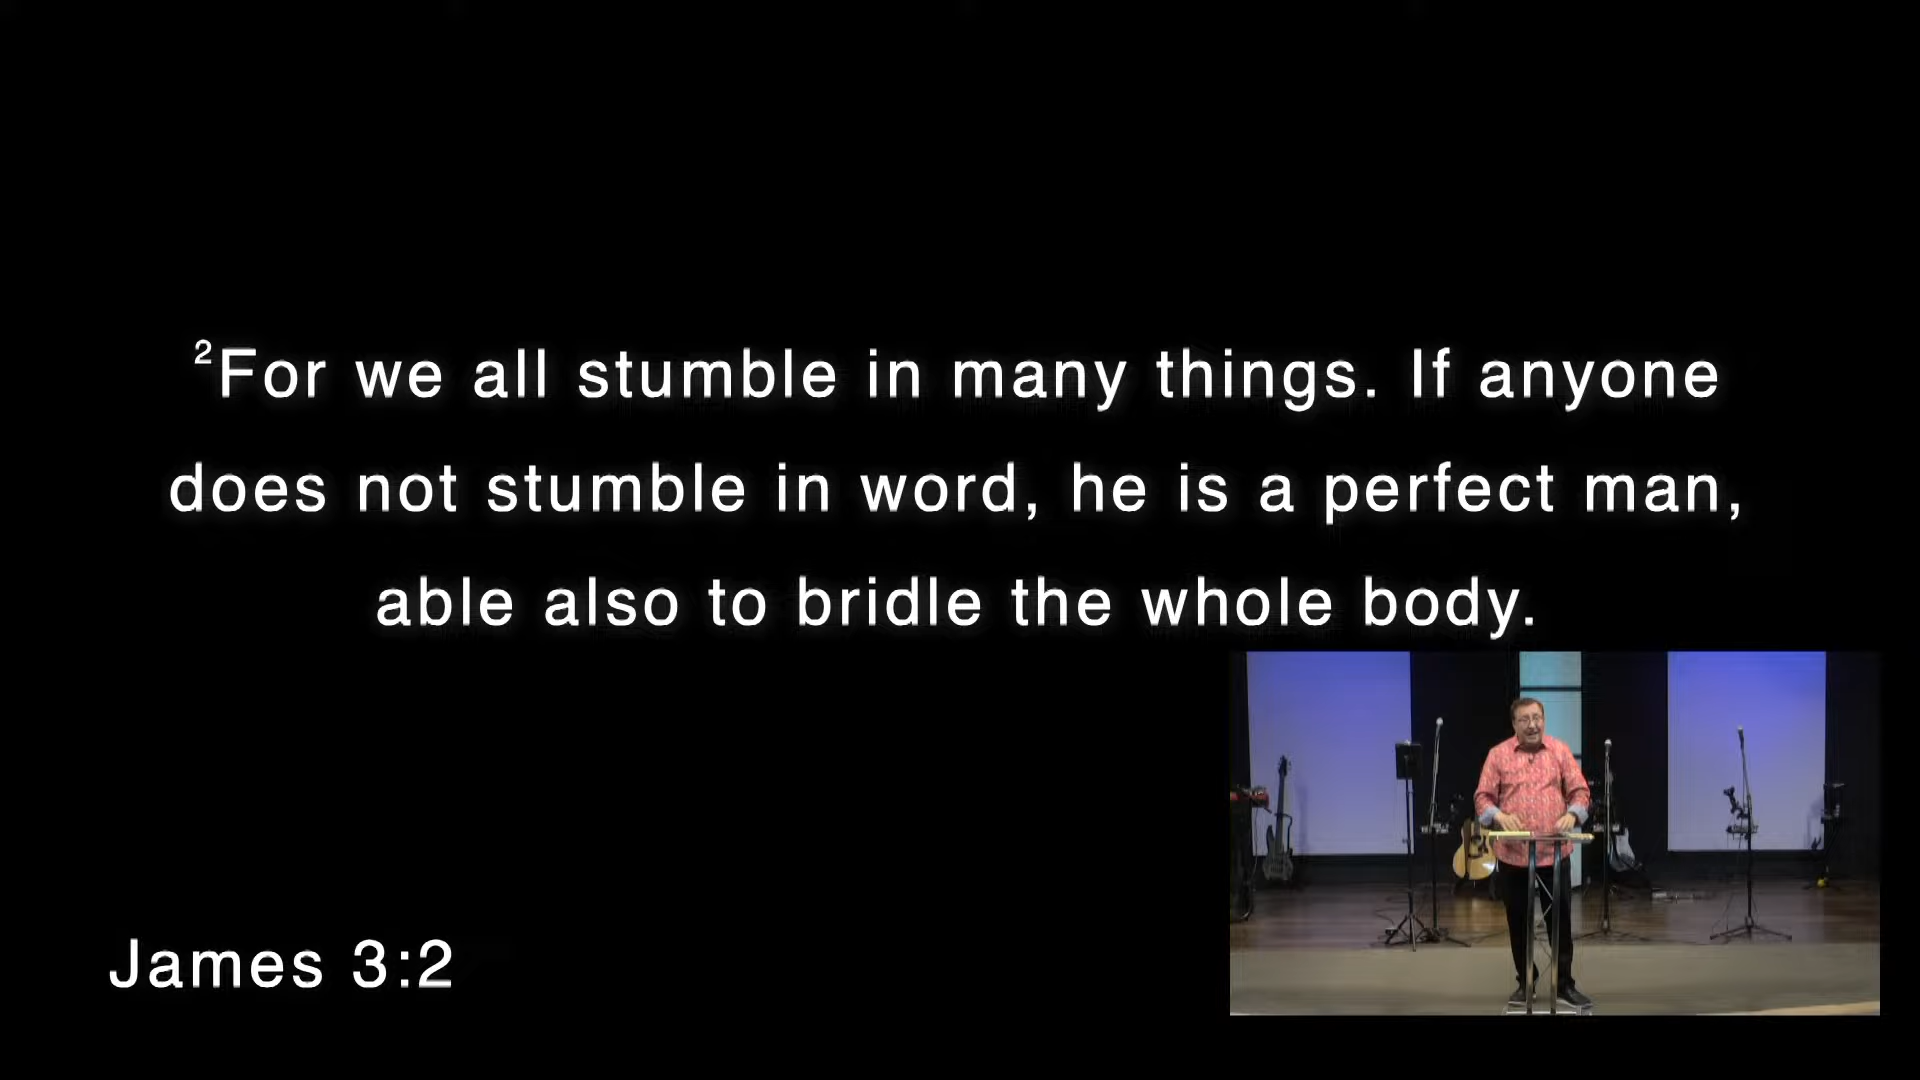 ²For we all stumble in many things. If anyone
does not stumble in word, he is a perfect man,
able also to bridle the whole body.
James 3:2